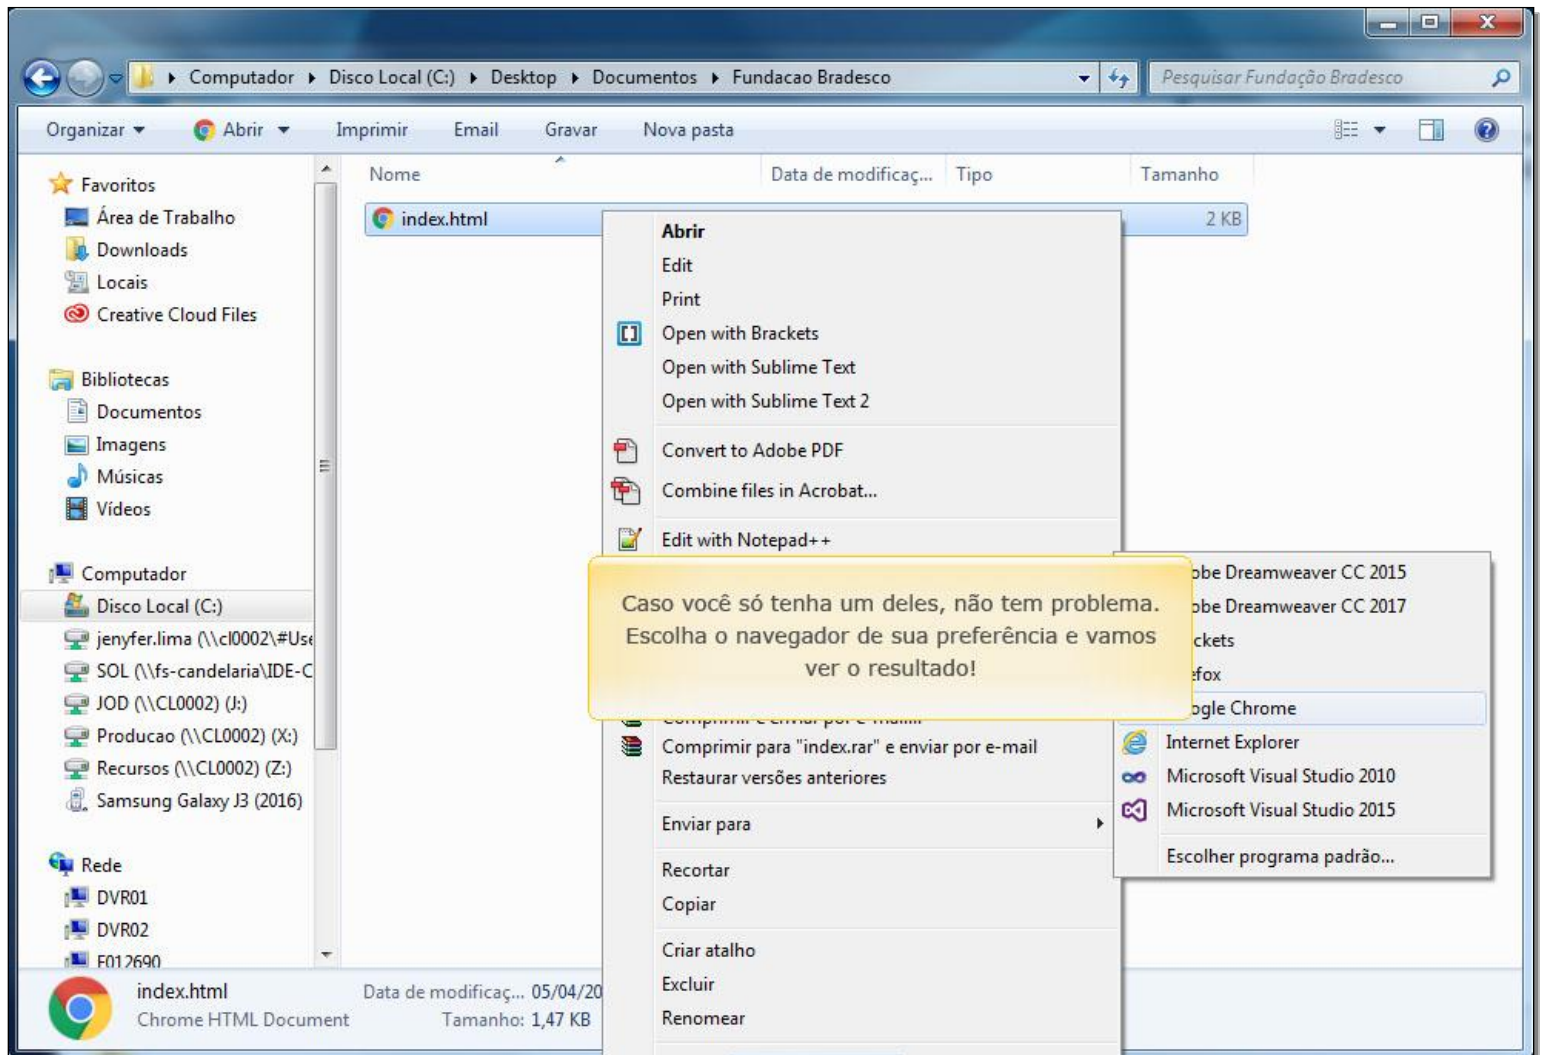 Computador Disco Local (C:) Desktop Documentos Fundacao Bradesco
Pesquisar Fundação Bradesco
Organizar Abrir Imprimir Email Gravar Nova pasta
Favoritos
Área de Trabalho
Downloads
Locais
Creative Cloud Files
Bibliotecas
Documentos
Imagens
Músicas
Vídeos
Computador
Disco Local (C:)
jenyfer.lima (\\cl0002\#Use
SOL (\\fs-candelaria\IDE-C
JOD (\\CL0002) (J:)
Producao (\\CL0002) (X:)
Recursos (\\CL0002) (Z:)
Samsung Galaxy J3 (2016)
Rede
DVR01
DVR02
F012690
Nome Data de modificaç... Tipo Tamanho
index.html 2 KB
Abrir
Edit
Print
Open with Brackets
Open with Sublime Text
Open with Sublime Text 2
Convert to Adobe PDF
Combine files in Acrobat...
Edit with Notepad++
Caso você só tenha um deles, não tem problema.
Escolha o navegador de sua preferência e vamos
ver o resultado!
Comprimir e enviar por e-mail...
Comprimir para "index.rar" e enviar por e-mail
Restaurar versões anteriores
Enviar para
Recortar
Copiar
Criar atalho
Excluir
Renomear
obe Dreamweaver CC 2015
obe Dreamweaver CC 2017
ckets
efox
ogle Chrome
Internet Explorer
Microsoft Visual Studio 2010
Microsoft Visual Studio 2015
Escolher programa padrão...
index.html Data de modificaç... 05/04/20
Chrome HTML Document Tamanho: 1,47 KB